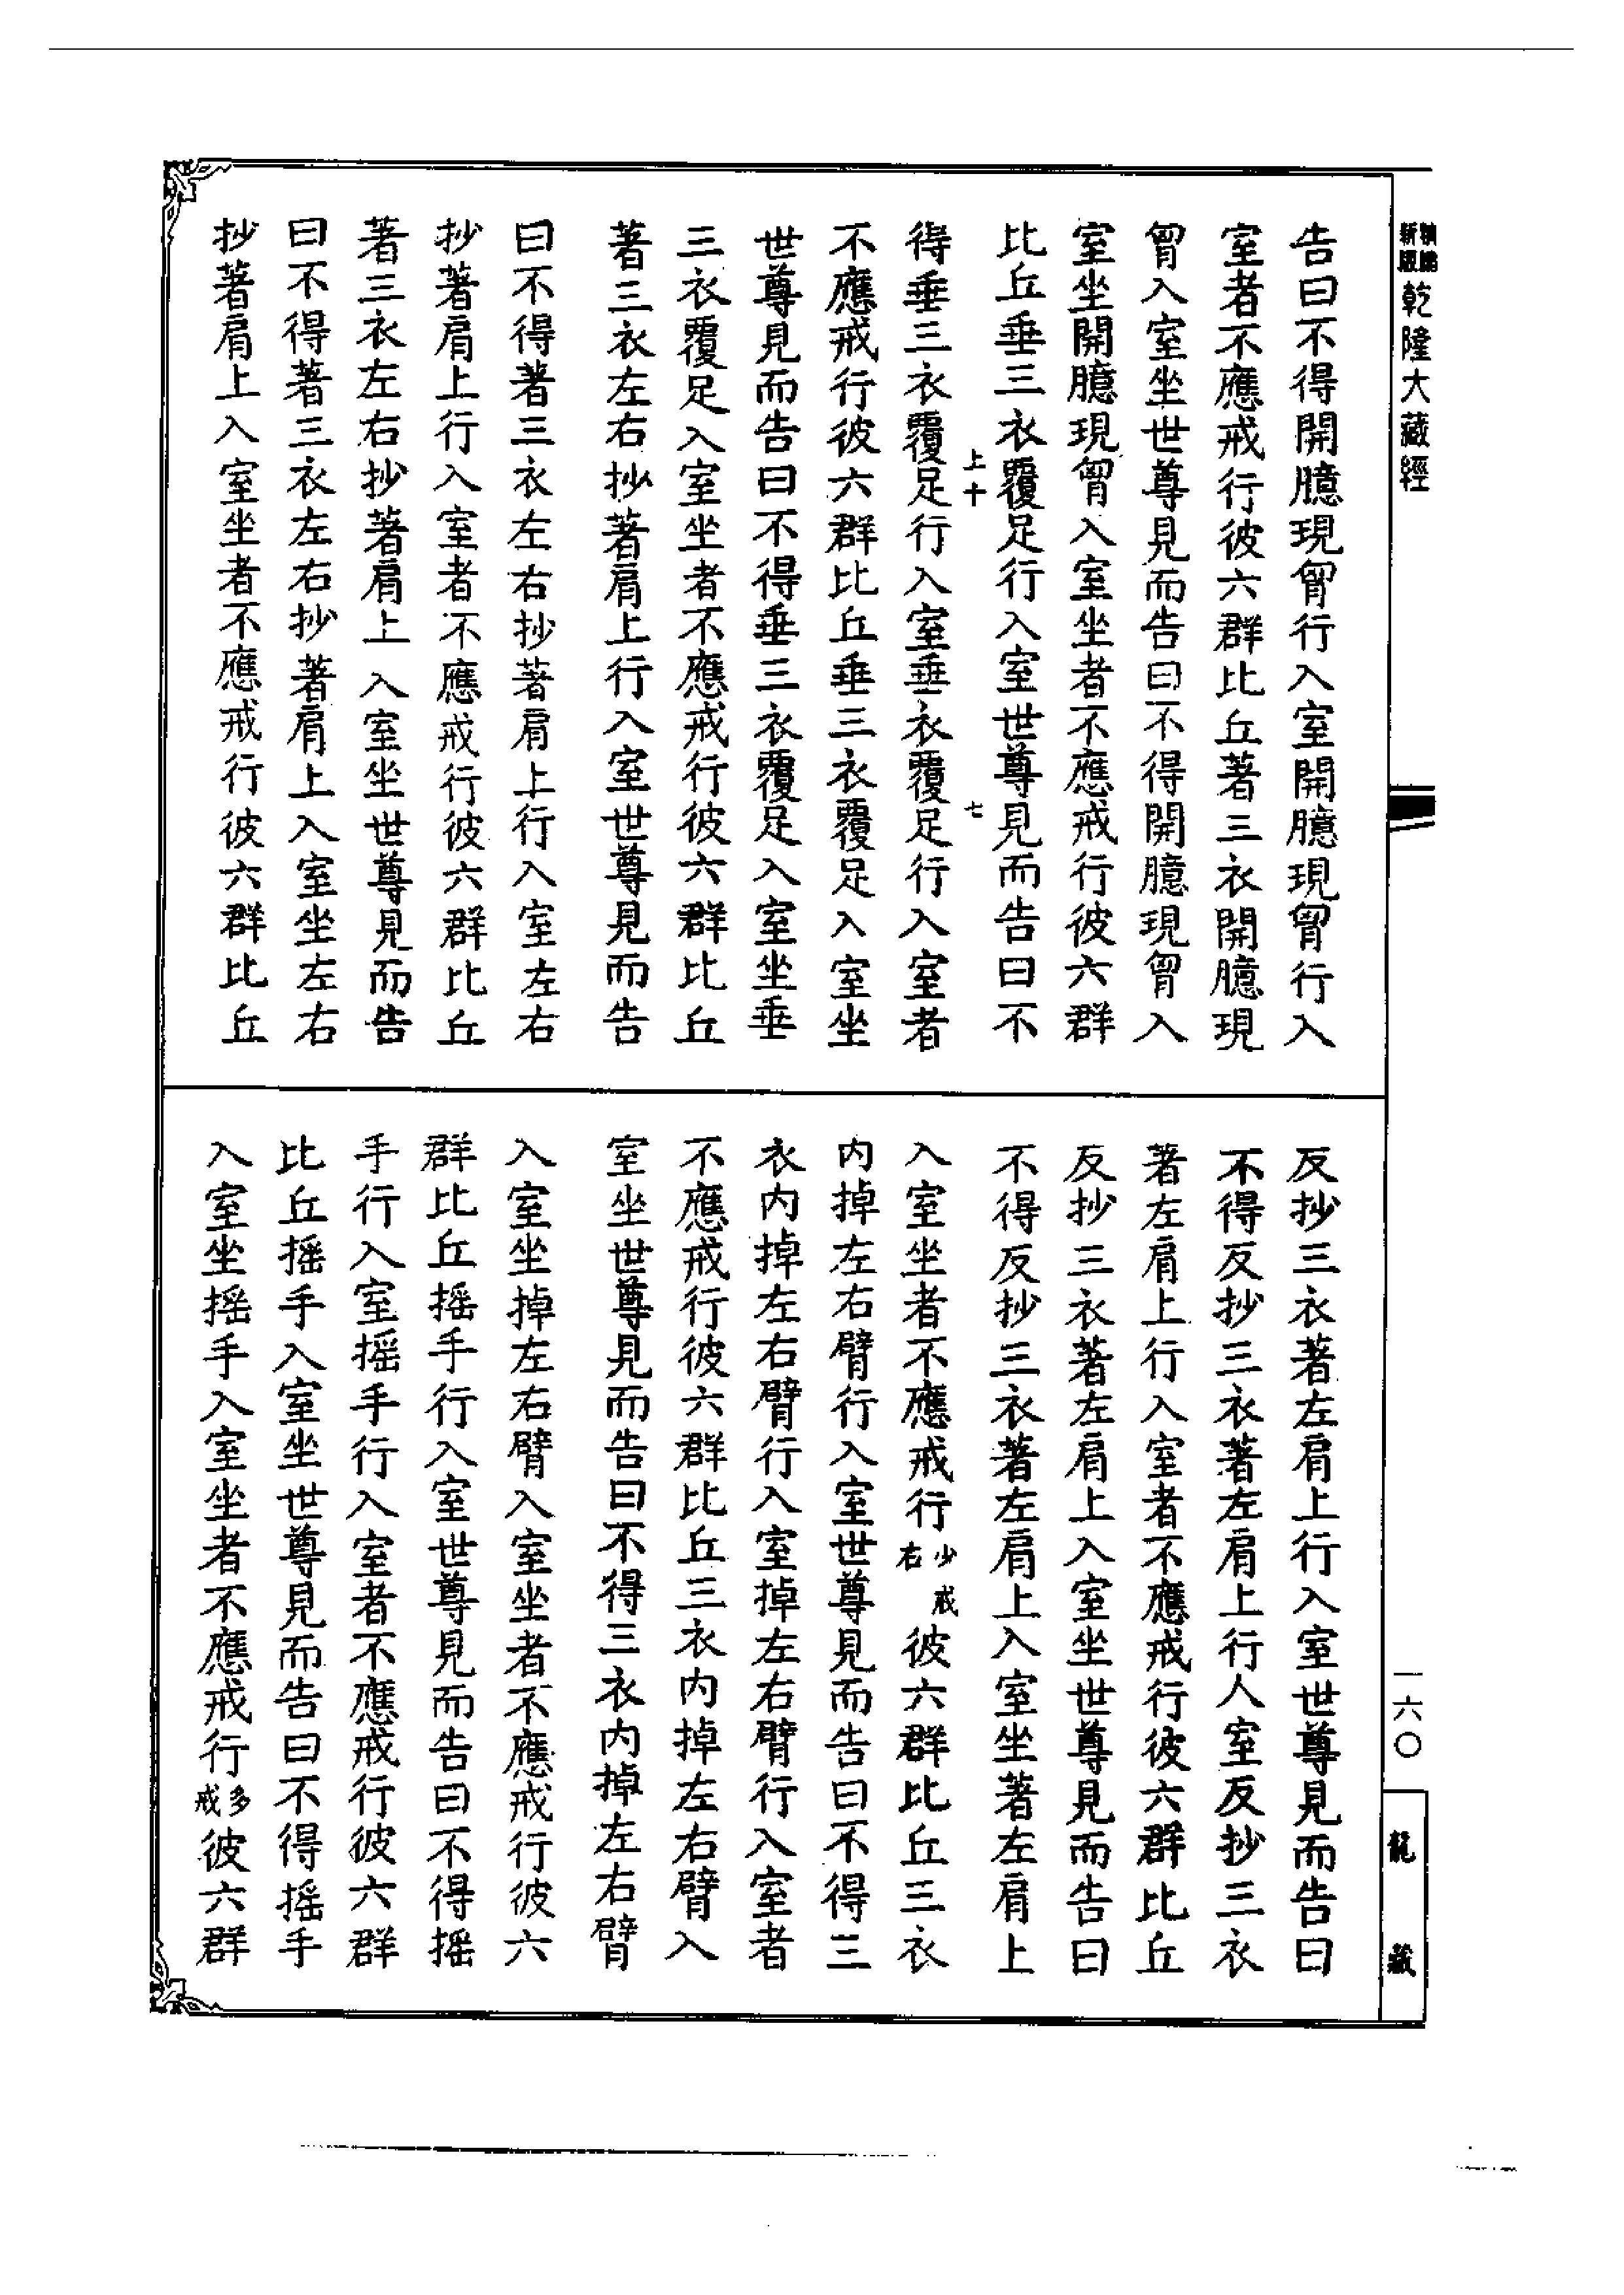 新
乾隆大藏經
一六〇
龍藏
告曰不得開臆現𦚾行入室開臆現𦚾行入
室者不應戒行彼六群比丘著三衣開臆現
𦚾入室坐世尊見而告曰不得開臆現𦚾入
室坐開臆現𦚾入室坐者不應戒行彼六群
比丘垂三衣覆足行入室世尊見而告曰不
上十 七
得垂三衣覆足行入室垂衣覆足行入室者
不應戒行彼六群比丘垂三衣覆足入室坐
世尊見而告曰不得垂三衣覆足入室坐垂
三衣覆足入室坐者不應戒行彼六群比丘
著三衣左右抄著肩上行入室世尊見而告
曰不得著三衣左右抄著肩上行入室左右
抄著肩上行入室者不應戒行彼六群比丘
著三衣左右抄著肩上入室坐世尊見而告
曰不得著三衣左右抄著肩上入室坐左右
抄著肩上入室坐者不應戒行彼六群比丘
反抄三衣著左肩上行入室世尊見而告曰
不得反抄三衣著左肩上行人室反抄三衣
著左肩上行入室者不應戒行彼六群比丘
反抄三衣著左肩上入室坐世尊見而告曰
不得反抄三衣著左肩上入室坐著左肩上
入室坐者不應戒行少戒右彼六群比丘三衣
内掉左右臂行入室世尊見而告曰不得三
衣内掉左右臂行入室掉左右臂行入室者
不應戒行彼六群比丘三衣内掉左右臂入
室坐世尊見而告曰不得三衣内掉左右臂
入室坐掉左右臂入室坐者不應戒行彼六
群比丘摇手行入室世尊見而告曰不得摇
手行入室摇手行入室者不應戒行彼六群
比丘摇手入室坐世尊見而告曰不得摇手
入室坐摇手入室坐者不應戒行多戒彼六群